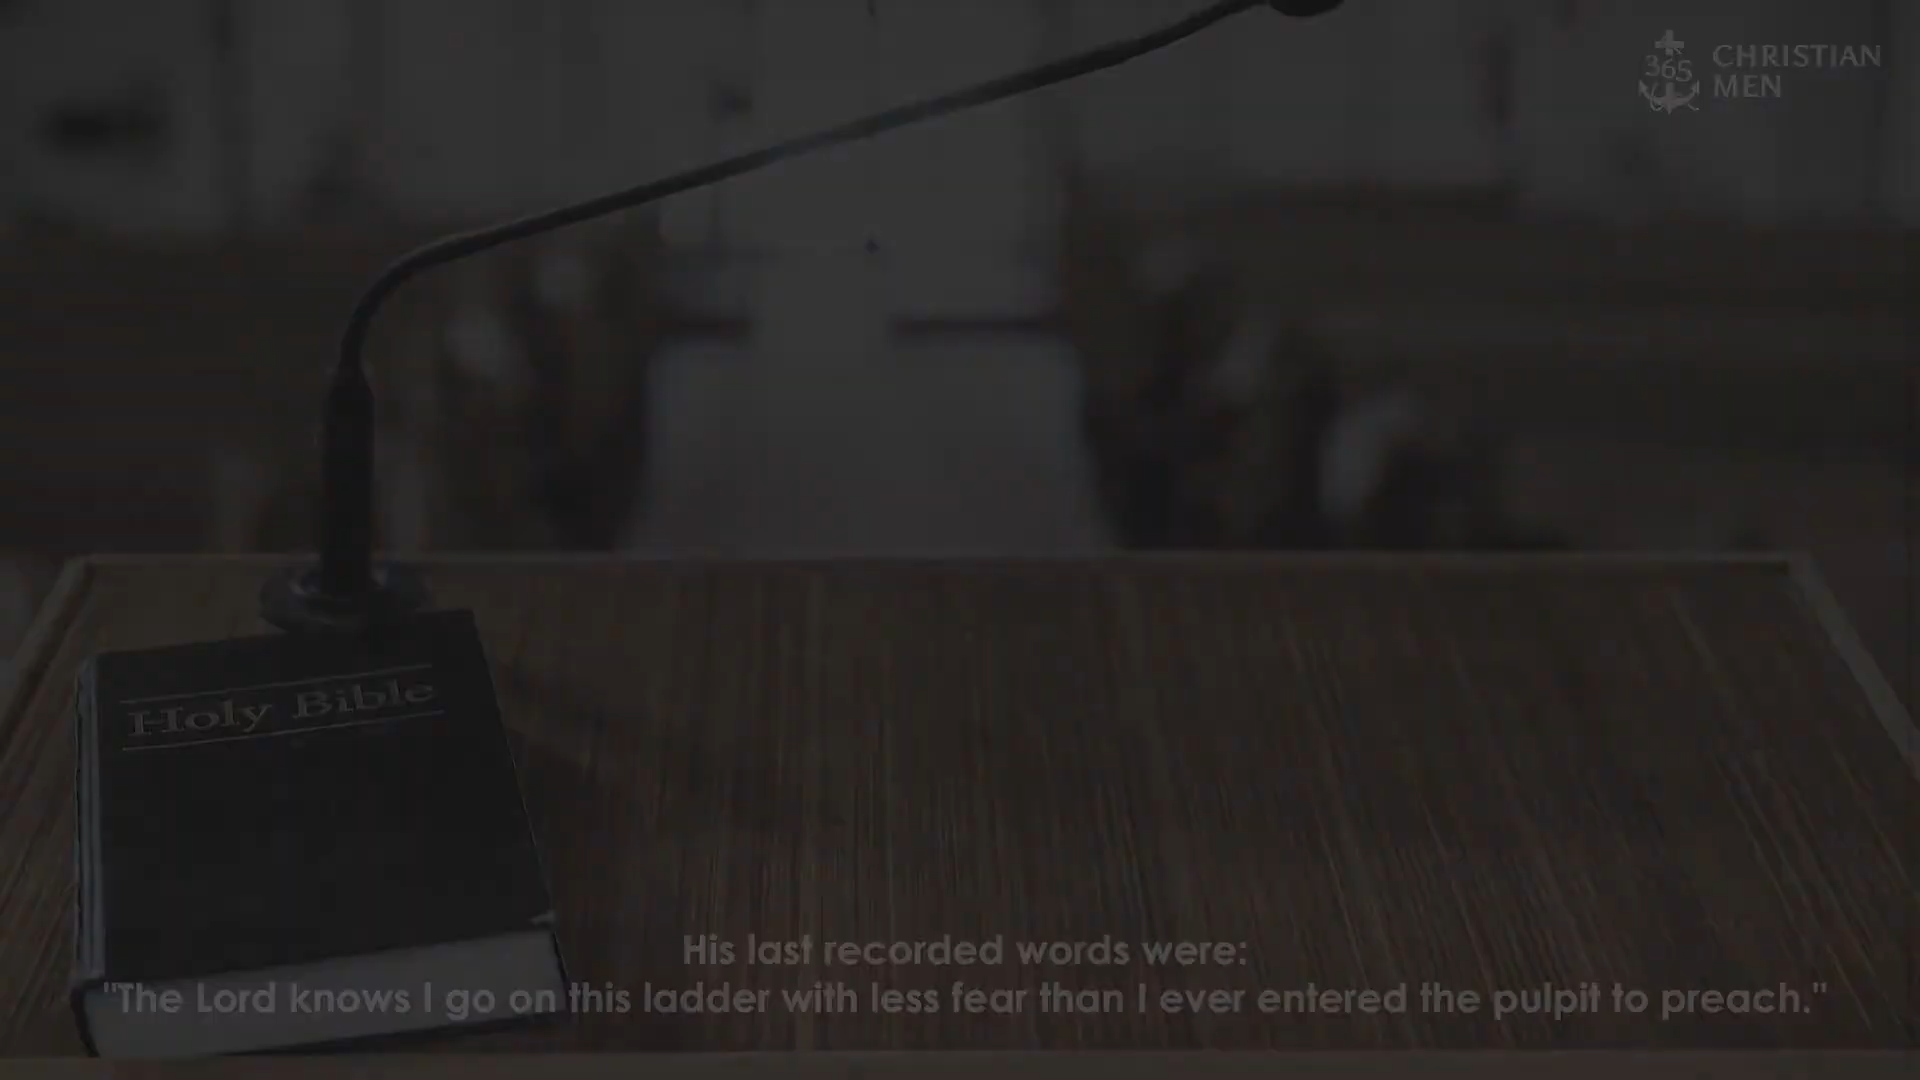 365
CHRISTIAN
MEN
Holy Bible
His last recorded words were:
"The Lord knows I go on this ladder with less fear than I ever entered the pulpit to preach."